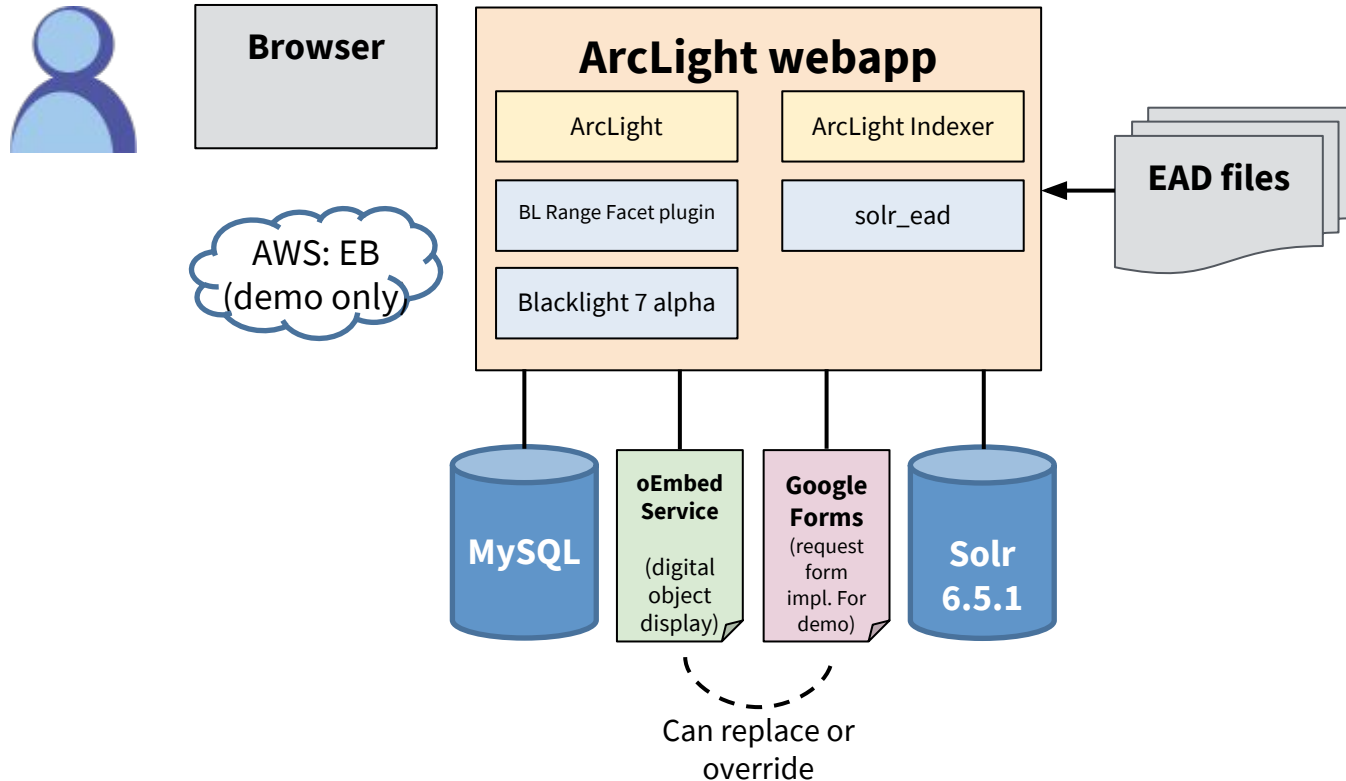 Browser
ArcLight webapp
ArcLight
ArcLight Indexer
BL Range Facet plugin
solr_ead
Blacklight 7 alpha
EAD files
AWS: EB
(demo only)
MySQL
oEmbed
Service
(digital
object
display)
Google
Forms
(request
form
impl. For
demo)
Solr
6.5.1
Can replace or
override